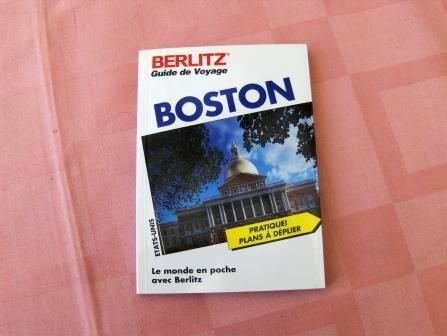 BERLITZ®
Guide de Voyage
BOSTON
ETATS-UNIS
PRATIQUE!
PLANS À DÉPLIER
Le monde en poche
avec Berlitz